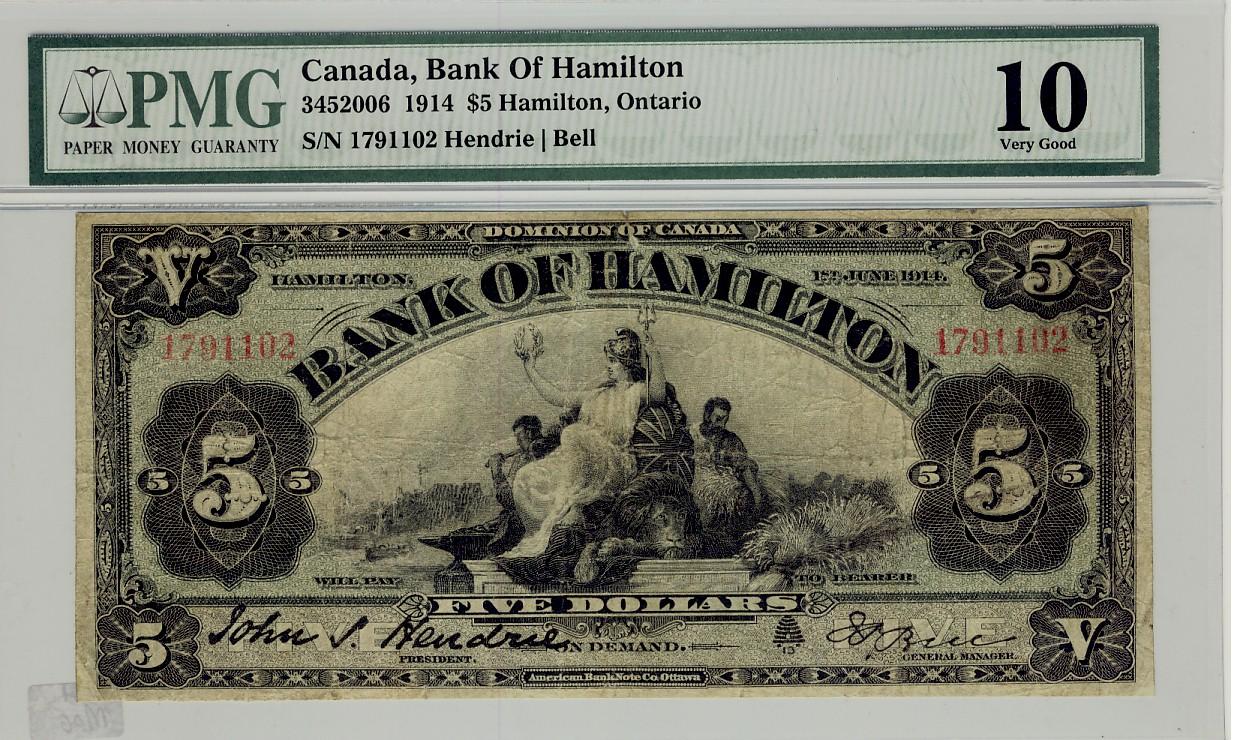 PMG
PAPER MONEY GUARANTY
Canada, Bank Of Hamilton
3452006 1914 $5 Hamilton, Ontario
S/N 1791102 Hendrie | Bell
10
Very Good
DOMINION OF CANADA
V
HAMILTON.
1ST. JUNE 1914.
5
BANK OF HAMILTON
1791102
1791102
5 5 5
5 5 5
WILL PAY
TO BEARER
FIVE DOLLARS
5
FIVE
John S. Hendrie
PRESIDENT.
ON DEMAND.
13
FIVE
GENERAL MANAGER.
V
American Bank Note Co. Ottawa